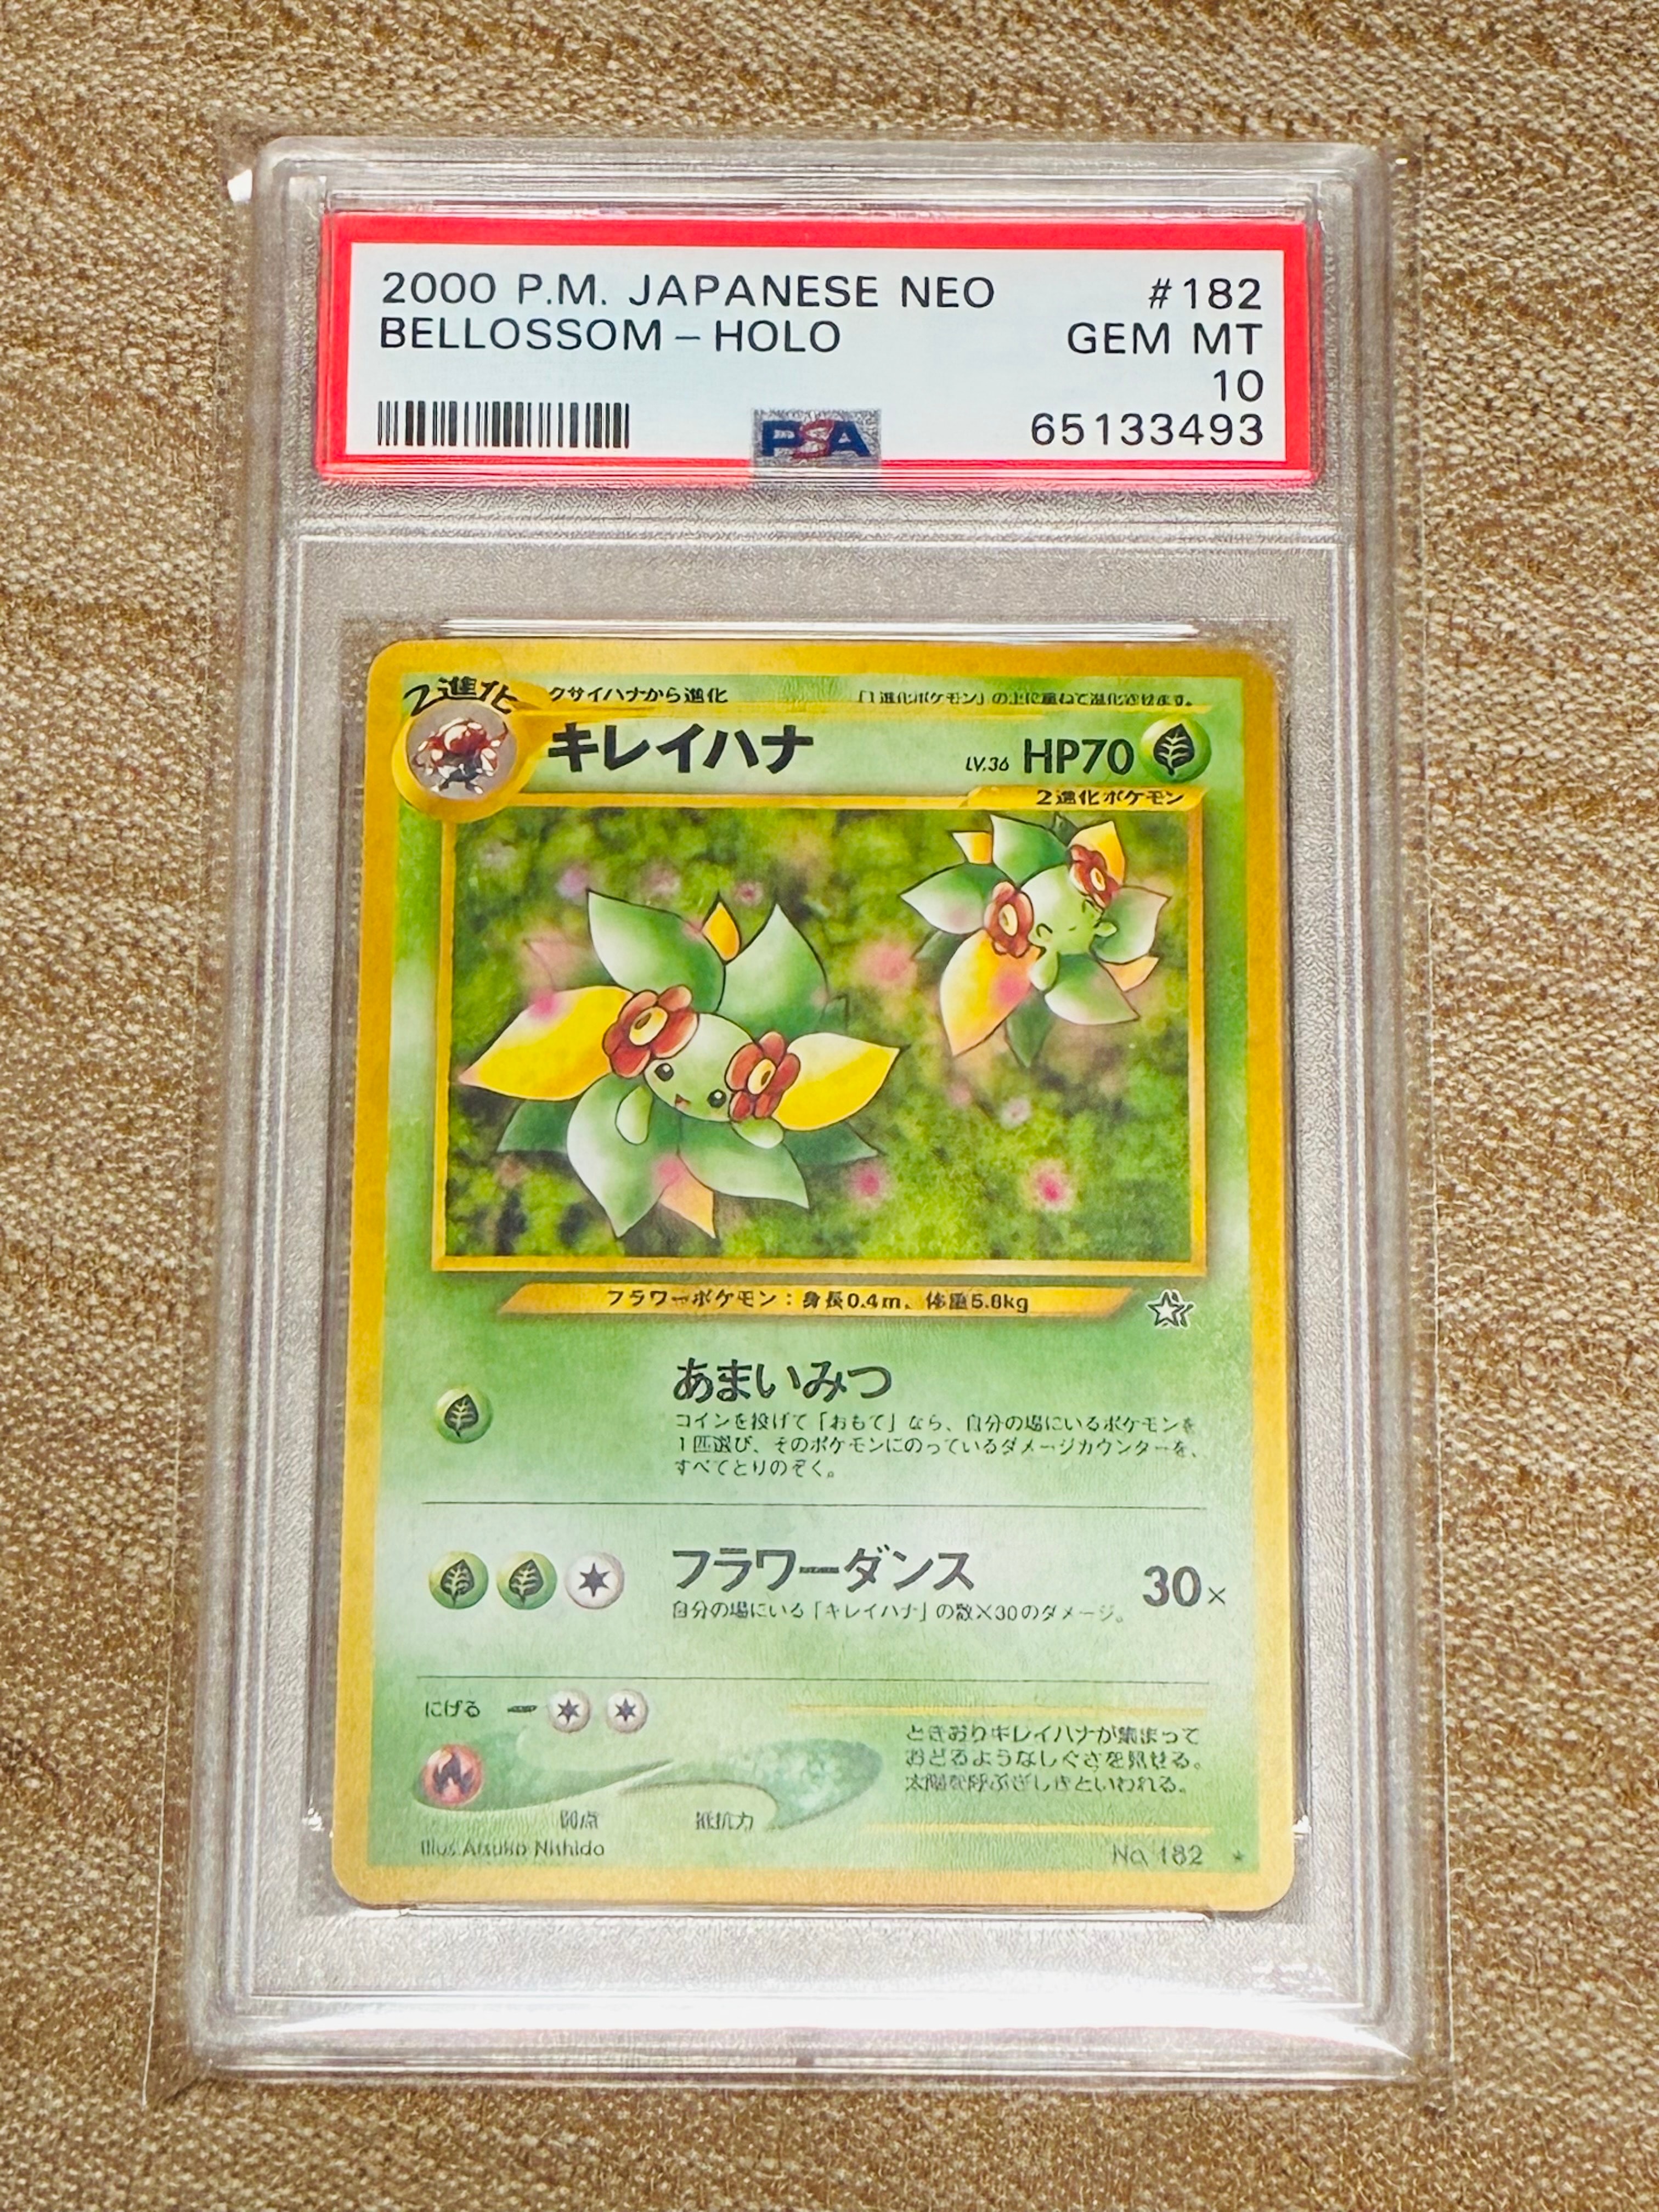 2000 P.M. JAPANESE NEO #182
BELLOSSOM - HOLO GEM MT
10
65133493
PSA
2進化 クサイハナから進化 「1進化ポケモン」の上に重ねて進化させます。
キレイハナ LV.36 HP70
2進化ポケモン
フラワーポケモン：身長0.4m、体重5.8kg
あまいみつ
コインを投げて「おもて」なら、自分の場にいるポケモンを
1匹選び、そのポケモンにのっているダメージカウンターを、
すべてとりのぞく。
フラワーダンス 30×
自分の場にいる「キレイハナ」の数×30のダメージ。
にげる
ときおりキレイハナが集まって
おどるようなしぐさを見せる。
太陽を呼ぶぎしきといわれる。
弱点 抵抗力
Illus. Atsuko Nishida
No. 182 ★